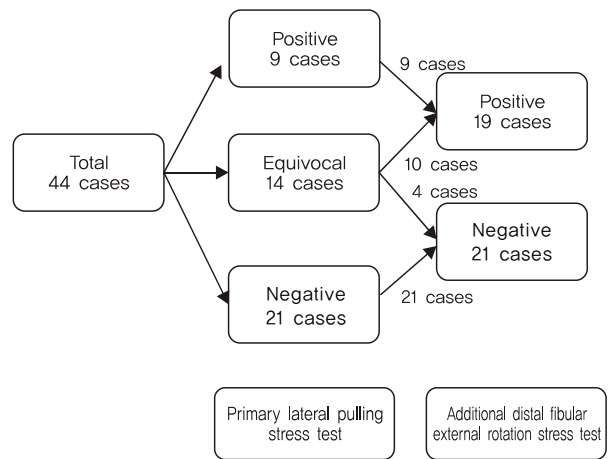 Positive
9 cases
9 cases
Positive
19 cases
Total
44 cases
Equivocal
14 cases
10 cases
4 cases
Negative
21 cases
Negative
21 cases
21 cases
Primary lateral pulling
stress test
Additional distal fibular
external rotation stress test